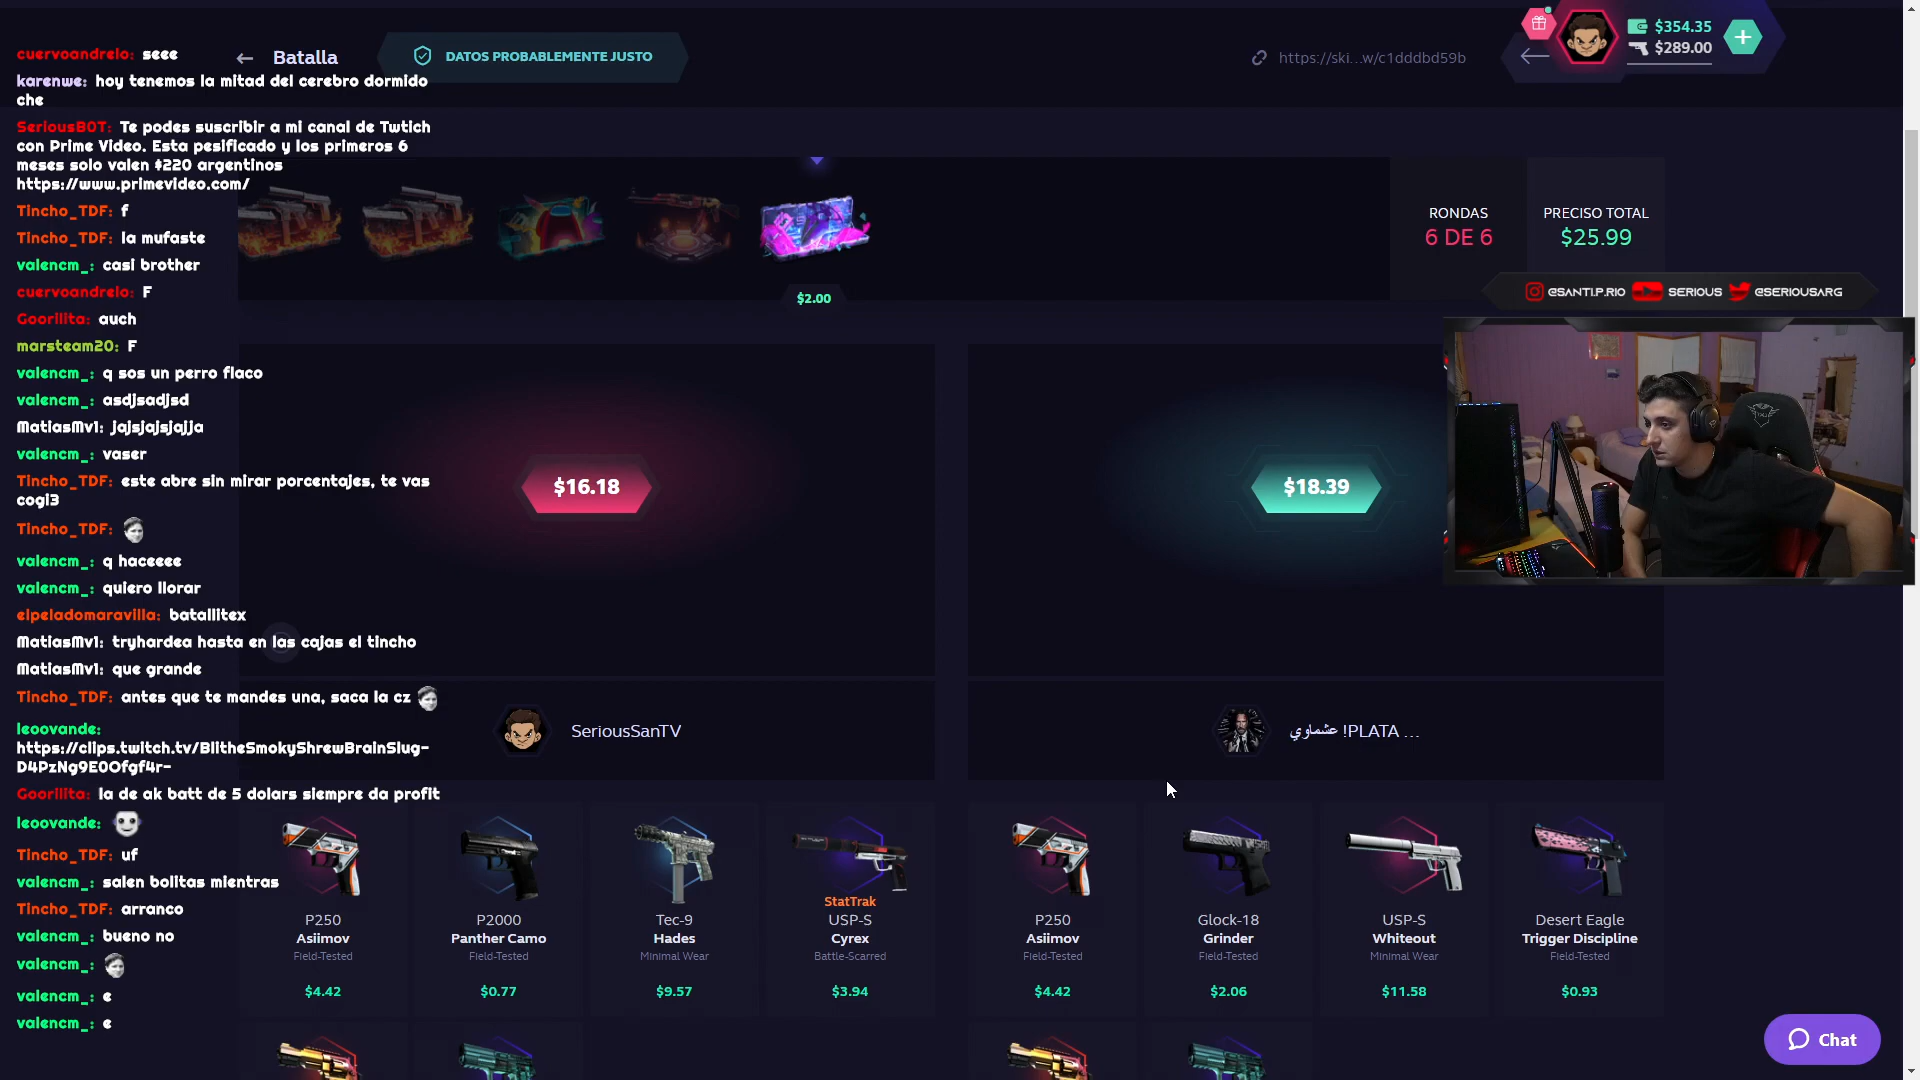 cuervoandrelo: seee
karenwe: hoy tenemos la mitad del cerebro dormido
che
SeriousB0T: Te podes suscribir a mi canal de Twtich
con Prime Video. Esta pesificado y los primeros 6
meses solo valen $220 argentinos
https://www.primevideo.com/
Tincho_TDF: f
Tincho_TDF: la mufaste
valencm_: casi brother
cuervoandrelo: F
Goorilita: auch
marsteam20: F
valencm_: q sos un perro flaco
valencm_: asdjsadjsd
MatiasMv1: jajsjajsjajja
valencm_: vaser
Tincho_TDF: este abre sin mirar porcentajes, te vas
cogi3
Tincho_TDF:
valencm_: q haceeee
valencm_: quiero llorar
elpeladomaravilla: batallitex
MatiasMv1: tryhardea hasta en las cajas el tincho
MatiasMv1: que grande
Tincho_TDF: antes que te mandes una, saca la cz
leoovande:
https://clips.twitch.tv/BlitheSmokyShrewBrainSlug-
D4PzNg9E0Ofgf4r-
Goorilita: la de ak batt de 5 dolars siempre da profit
leoovande:
Tincho_TDF: uf
valencm_: salen bolitas mientras
Tincho_TDF: arranco
valencm_: bueno no
valencm_:
valencm_: e
valencm_: e
Batalla
DATOS PROBABLEMENTE JUSTO
https://ski...w/c1dddbd59b
$354.35
$289.00
RONDAS
6 DE 6
PRECISO TOTAL
$25.99
$2.00
@SANTI.P.RIO SERIOUS @SERIOUSARG
$16.18
$18.39
SeriousSanTV
عشماوي !PLATA ...
P250
Asiimov
Field-Tested
$4.42
P2000
Panther Camo
Field-Tested
$0.77
Tec-9
Hades
Minimal Wear
$9.57
StatTrak
USP-S
Cyrex
Battle-Scarred
$3.94
P250
Asiimov
Field-Tested
$4.42
Glock-18
Grinder
Field-Tested
$2.06
USP-S
Whiteout
Minimal Wear
$11.58
Desert Eagle
Trigger Discipline
Field-Tested
$0.93
Chat